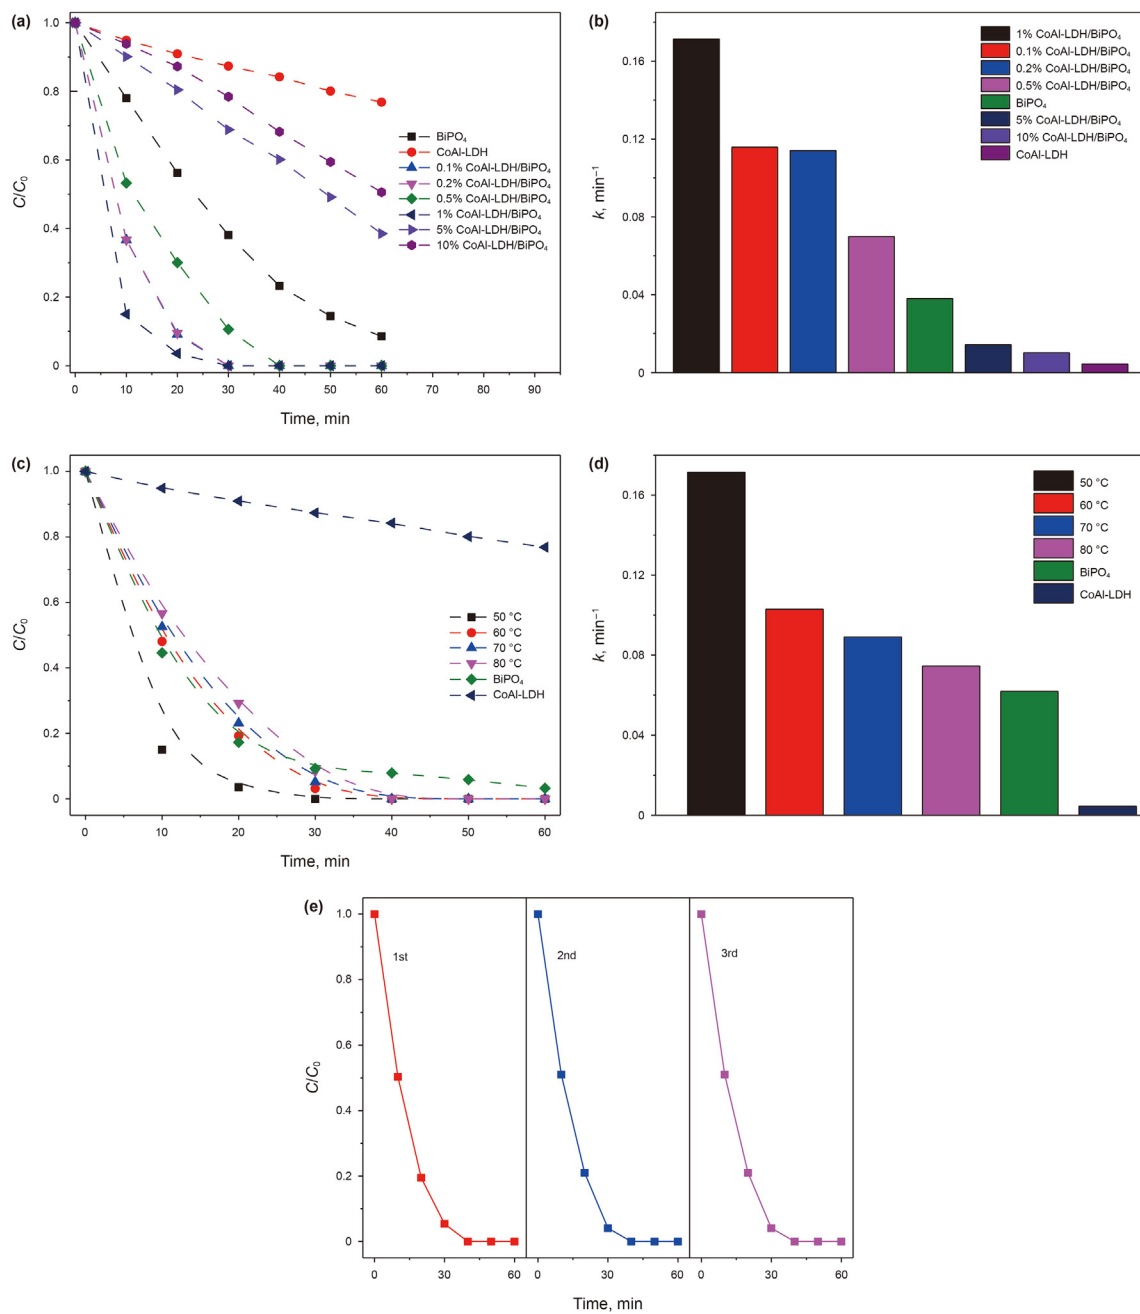 (a)
1.0
0.8
0.6
0.4
0.2
0
C/C₀
0 10 20 30 40 50 60 70 80 90
Time, min
BiPO₄
CoAl-LDH
0.1% CoAl-LDH/BiPO₄
0.2% CoAl-LDH/BiPO₄
0.5% CoAl-LDH/BiPO₄
1% CoAl-LDH/BiPO₄
5% CoAl-LDH/BiPO₄
10% CoAl-LDH/BiPO₄
(b)
0.16
0.12
0.08
0.04
0
k, min⁻¹
1% CoAl-LDH/BiPO₄
0.1% CoAl-LDH/BiPO₄
0.2% CoAl-LDH/BiPO₄
0.5% CoAl-LDH/BiPO₄
BiPO₄
5% CoAl-LDH/BiPO₄
10% CoAl-LDH/BiPO₄
CoAl-LDH
(c)
1.0
0.8
0.6
0.4
0.2
0
C/C₀
0 10 20 30 40 50 60
Time, min
50 °C
60 °C
70 °C
80 °C
BiPO₄
CoAl-LDH
(d)
0.16
0.12
0.08
0.04
0
k, min⁻¹
50 °C
60 °C
70 °C
80 °C
BiPO₄
CoAl-LDH
(e)
1.0
0.8
0.6
0.4
0.2
0
C/C₀
1st
2nd
3rd
0 30 60 0 30 60 0 30 60
Time, min